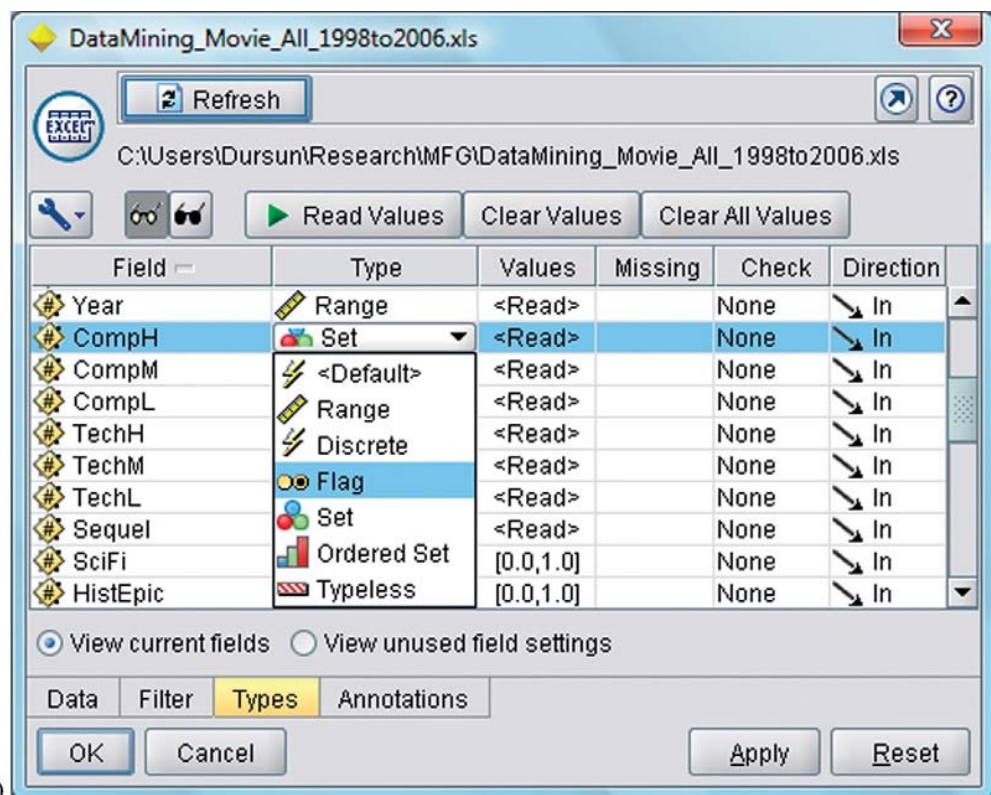 DataMining_Movie_All_1998to2006.xls
EXCEL
Refresh
C:\Users\Dursun\Research\MFG\DataMining_Movie_All_1998to2006.xls
Read Values Clear Values Clear All Values
Field Type Values Missing Check Direction
Year Range <Read> None In
CompH Set <Read> None In
CompM <Default> <Read> None In
CompL Range <Read> None In
TechH Discrete <Read> None In
TechM Flag <Read> None In
TechL Set <Read> None In
Sequel Ordered Set <Read> None In
SciFi Typeless [0.0,1.0] None In
HistEpic [0.0,1.0] None In
View current fields View unused field settings
Data Filter Types Annotations
OK Cancel Apply Reset